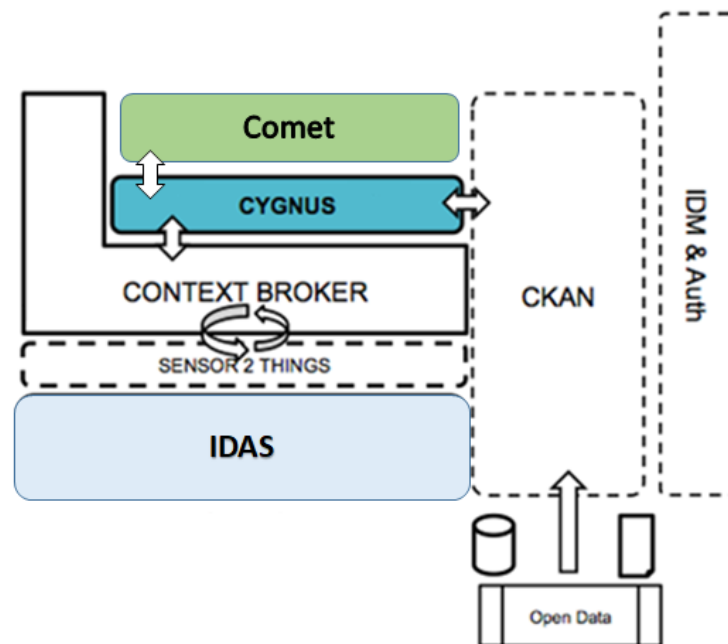 Comet
CYGNUS
CONTEXT BROKER
SENSOR 2 THINGS
IDAS
CKAN
IDM & Auth
Open Data